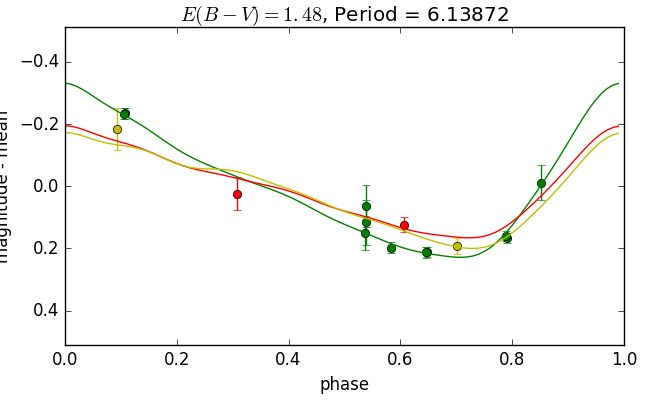 E(B − V) = 1.48, Period = 6.13872
magnitude - mean
−0.4
−0.2
0.0
0.2
0.4
0.0 0.2 0.4 0.6 0.8 1.0
phase